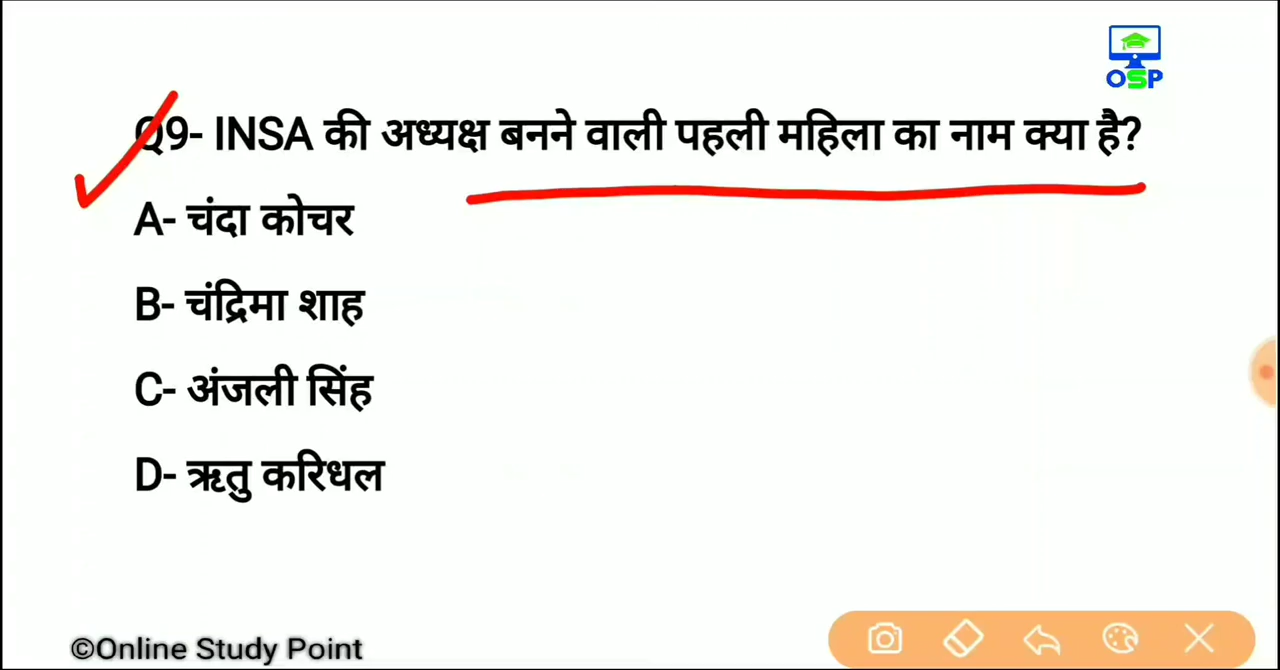 OSP
Q9- INSA की अध्यक्ष बनने वाली पहली महिला का नाम क्या है?
A- चंदा कोचर
B- चंद्रिमा शाह
C- अंजली सिंह
D- ऋतु करिधल
©Online Study Point